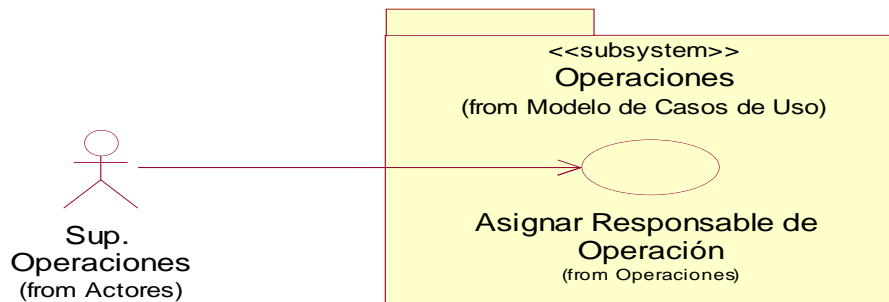 <<subsystem>>
Operaciones
(from Modelo de Casos de Uso)
Asignar Responsable de
Operación
(from Operaciones)
Sup.
Operaciones
(from Actores)